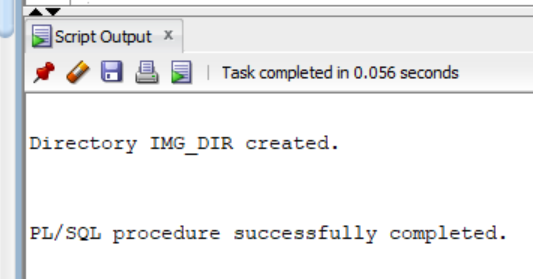 Script Output x
Task completed in 0.056 seconds
Directory IMG_DIR created.
PL/SQL procedure successfully completed.